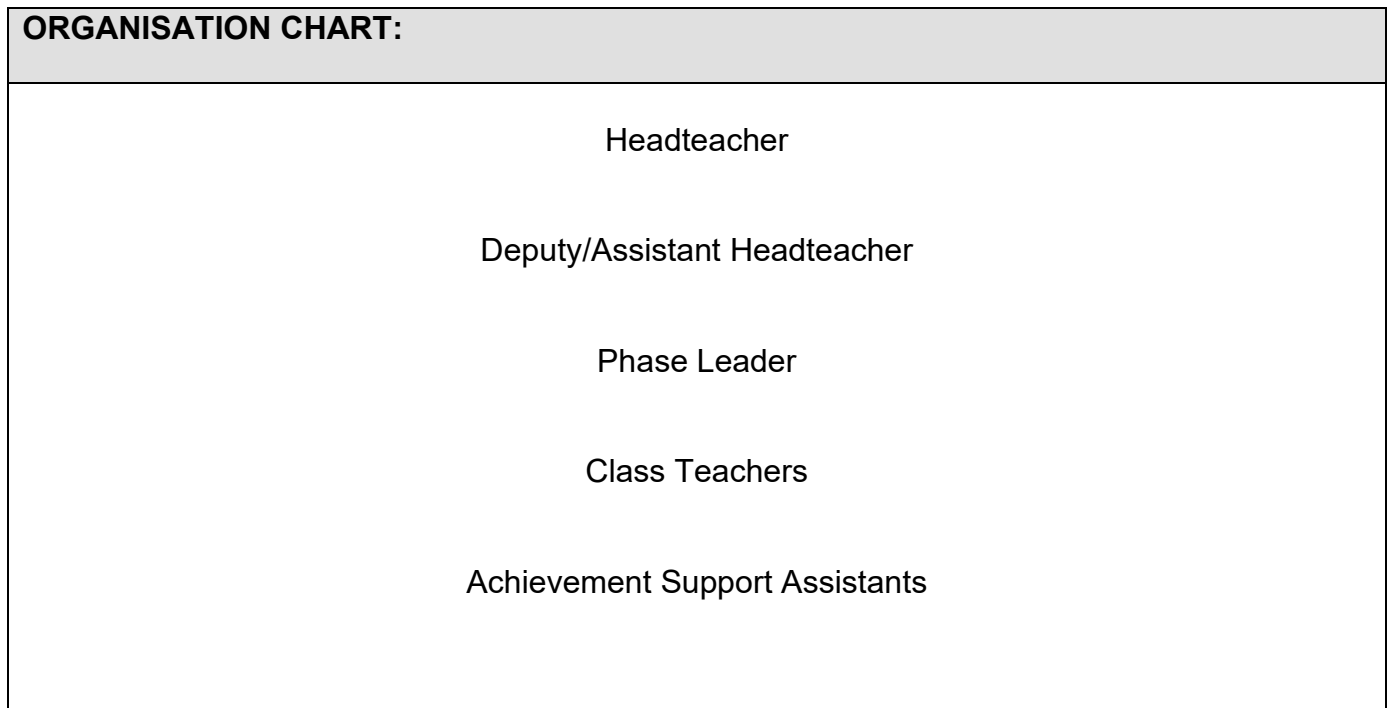 ORGANISATION CHART:
Headteacher
Deputy/Assistant Headteacher
Phase Leader
Class Teachers
Achievement Support Assistants